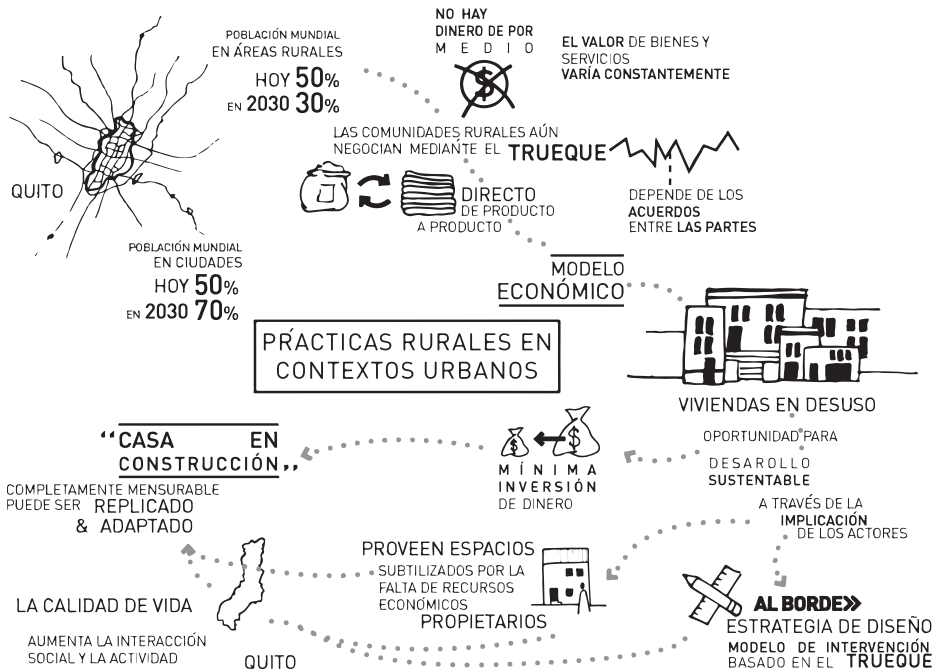 POBLACIÓN MUNDIAL
EN ÁREAS RURALES
HOY 50%
EN 2030 30%
NO HAY
DINERO DE POR
MEDIO
$
EL VALOR DE BIENES Y
SERVICIOS
VARÍA CONSTANTEMENTE
LAS COMUNIDADES RURALES AÚN
NEGOCIAN MEDIANTE EL TRUEQUE
DIRECTO
DE PRODUCTO
A PRODUCTO
DEPENDE DE LOS
ACUERDOS
ENTRE LAS PARTES
QUITO
POBLACIÓN MUNDIAL
EN CIUDADES
HOY 50%
EN 2030 70%
MODELO
ECONÓMICO
PŔACTICAS RURALES EN
CONTEXTOS URBANOS
VIVIENDAS EN DESUSO
OPORTUNIDAD PARA
DESAROLLO
SUSTENTABLE
A TRAVÉS DE LA
IMPLICACIÓN
DE LOS ACTORES
$ $
MÍNIMA
INVERSIÓN
DE DINERO
“CASA EN
CONSTRUCCIÓN„
COMPLETAMENTE MENSURABLE
PUEDE SER REPLICADO
& ADAPTADO
PROVEEN ESPACIOS
SUBTILIZADOS POR LA
FALTA DE RECURSOS
ECONÓMICOS
PROPIETARIOS
AL BORDE»
ESTRATEGIA DE DISEÑO
MODELO DE INTERVENCIÓN
BASADO EN EL TRUEQUE
LA CALIDAD DE VIDA
AUMENTA LA INTERACCIÓN
SOCIAL Y LA ACTIVIDAD
QUITO